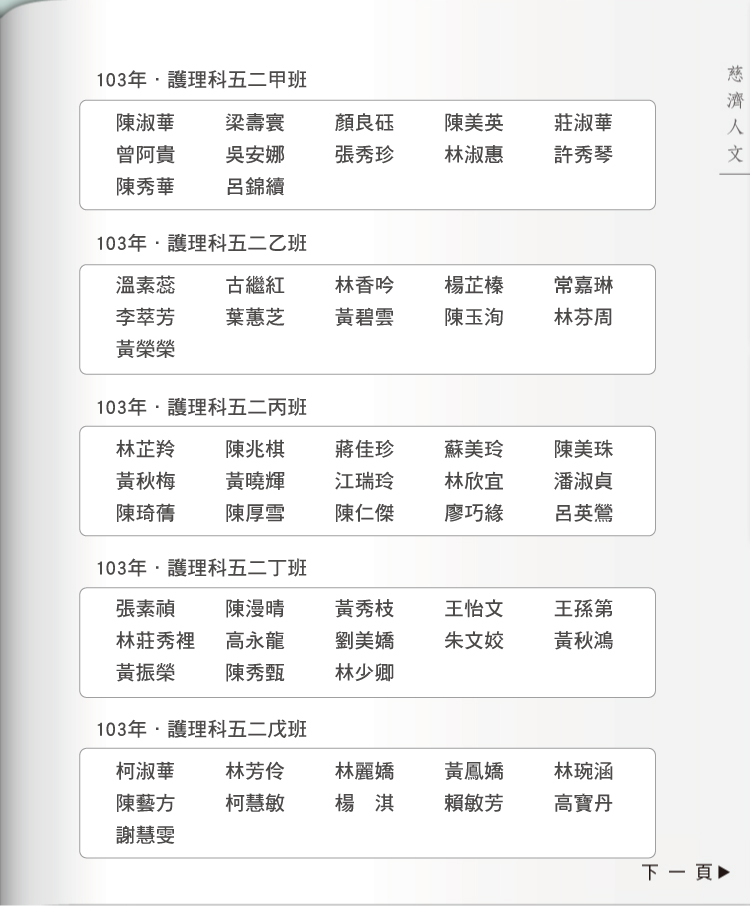 慈濟人文
103年．護理科五二甲班
陳淑華 梁壽寰 顏良砡 陳美英 莊淑華
曾阿貴 吳安娜 張秀珍 林淑惠 許秀琴
陳秀華 呂錦續
103年．護理科五二乙班
溫素蕊 古繼紅 林香吟 楊芷榛 常嘉琳
李萃芳 葉蕙芝 黃碧雲 陳玉洵 林芬周
黃榮榮
103年．護理科五二丙班
林芷羚 陳兆棋 蔣佳珍 蘇美玲 陳美珠
黃秋梅 黃曉輝 江瑞玲 林欣宜 潘淑貞
陳琦蒨 陳厚雪 陳仁傑 廖巧緣 呂英鶯
103年．護理科五二丁班
張素禎 陳漫晴 黃秀枝 王怡文 王孫第
林莊秀裡 高永龍 劉美嬌 朱文姣 黃秋鴻
黃振榮 陳秀甄 林少卿
103年．護理科五二戊班
柯淑華 林芳伶 林麗嬌 黃鳳嬌 林琬涵
陳藝方 柯慧敏 楊　淇 賴敏芳 高寶丹
謝慧雯
下一頁▶